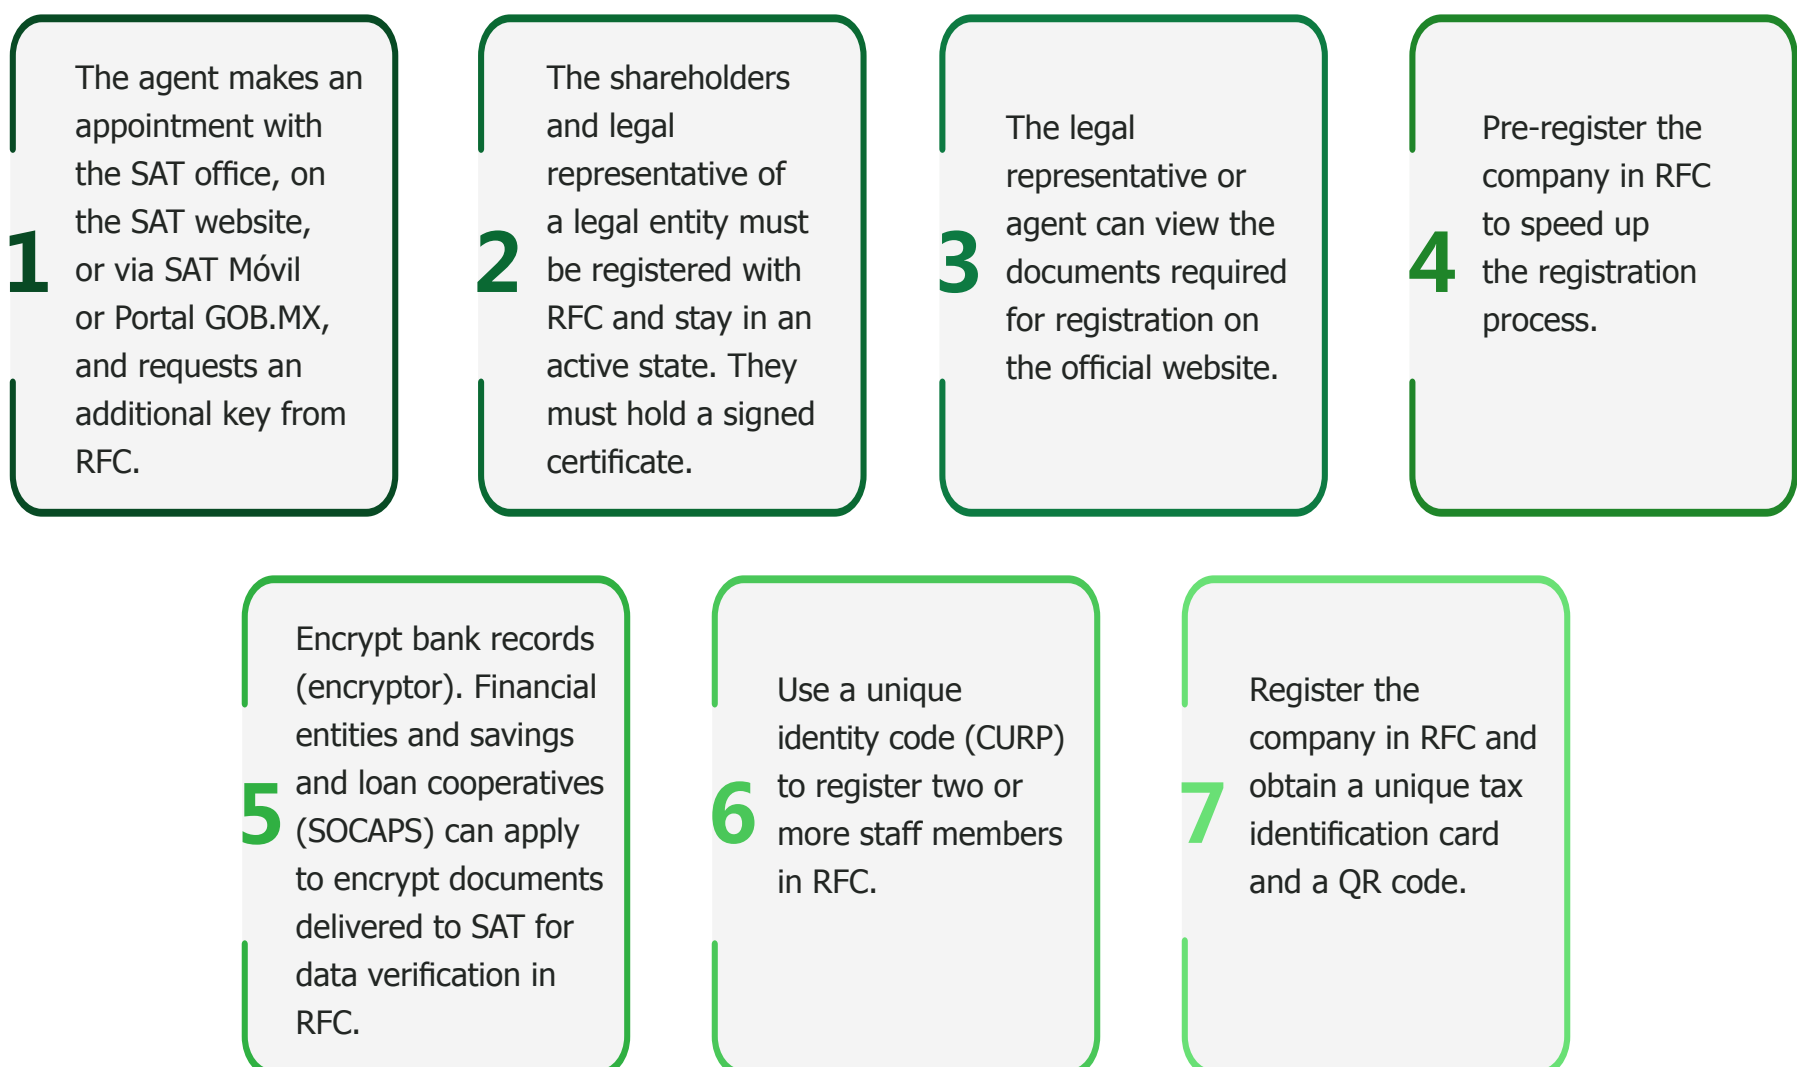 1
The agent makes an
appointment with
the SAT office, on
the SAT website,
or via SAT Móvil
or Portal GOB.MX,
and requests an
additional key from
RFC.
2
The shareholders
and legal
representative of
a legal entity must
be registered with
RFC and stay in an
active state. They
must hold a signed
certificate.
3
The legal
representative or
agent can view the
documents required
for registration on
the official website.
4
Pre-register the
company in RFC
to speed up
the registration
process.
5
Encrypt bank records
(encryptor). Financial
entities and savings
and loan cooperatives
(SOCAPS) can apply
to encrypt documents
delivered to SAT for
data verification in
RFC.
6
Use a unique
identity code (CURP)
to register two or
more staff members
in RFC.
7
Register the
company in RFC and
obtain a unique tax
identification card
and a QR code.